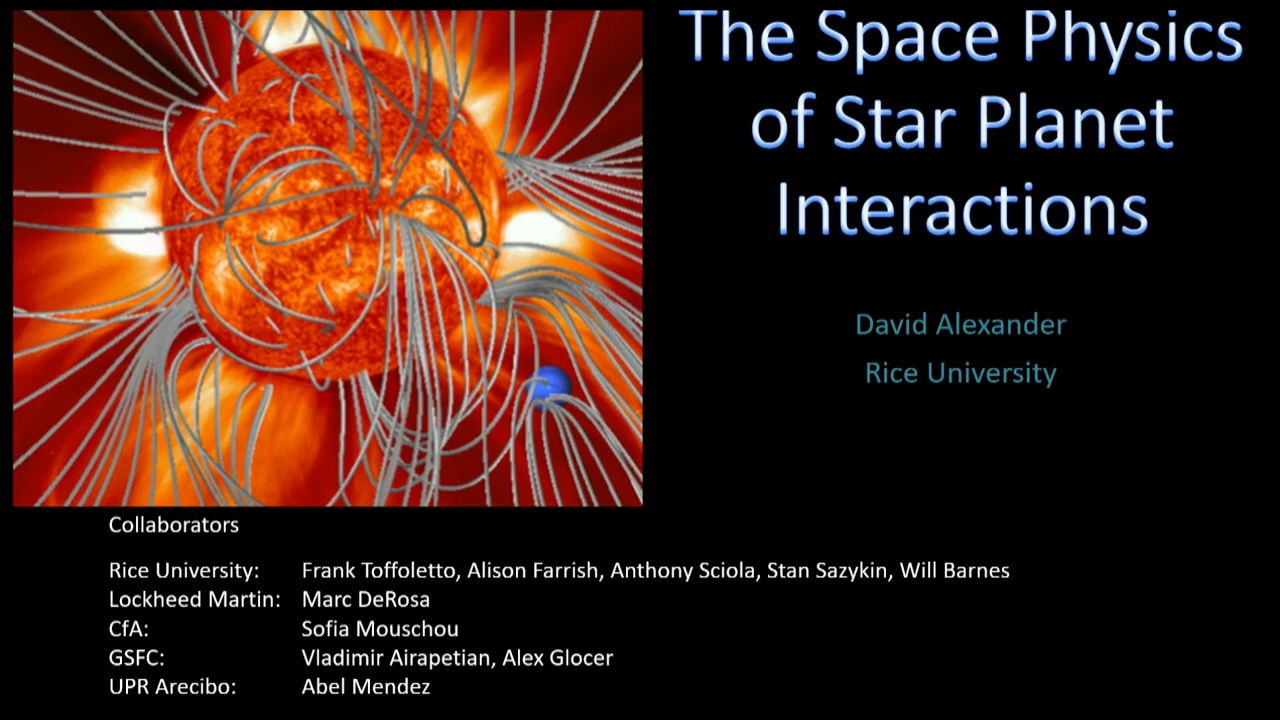 The Space Physics
of Star Planet
Interactions
David Alexander
Rice University
Collaborators
Rice University: Frank Toffoletto, Alison Farrish, Anthony Sciola, Stan Sazykin, Will Barnes
Lockheed Martin: Marc DeRosa
CfA: Sofia Mouschou
GSFC: Vladimir Airapetian, Alex Glocer
UPR Arecibo: Abel Mendez